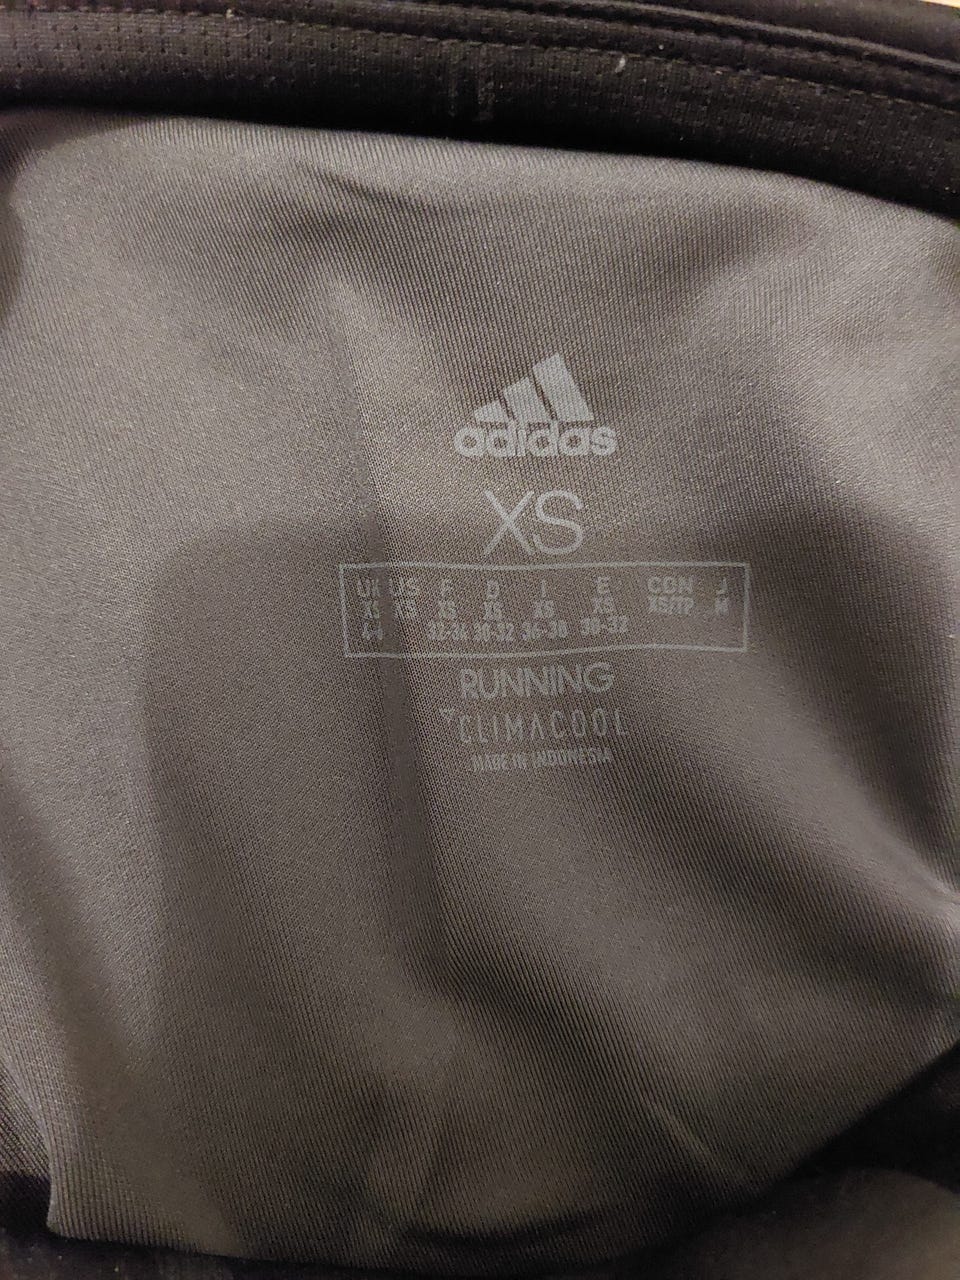 adidas
XS
UK US F D I E CDN J
XS XS XS XS XS XS XS/TP M
4-6 32-34 30-32 36-38 30-32
RUNNING
CLIMACOOL
MADE IN INDONESIA